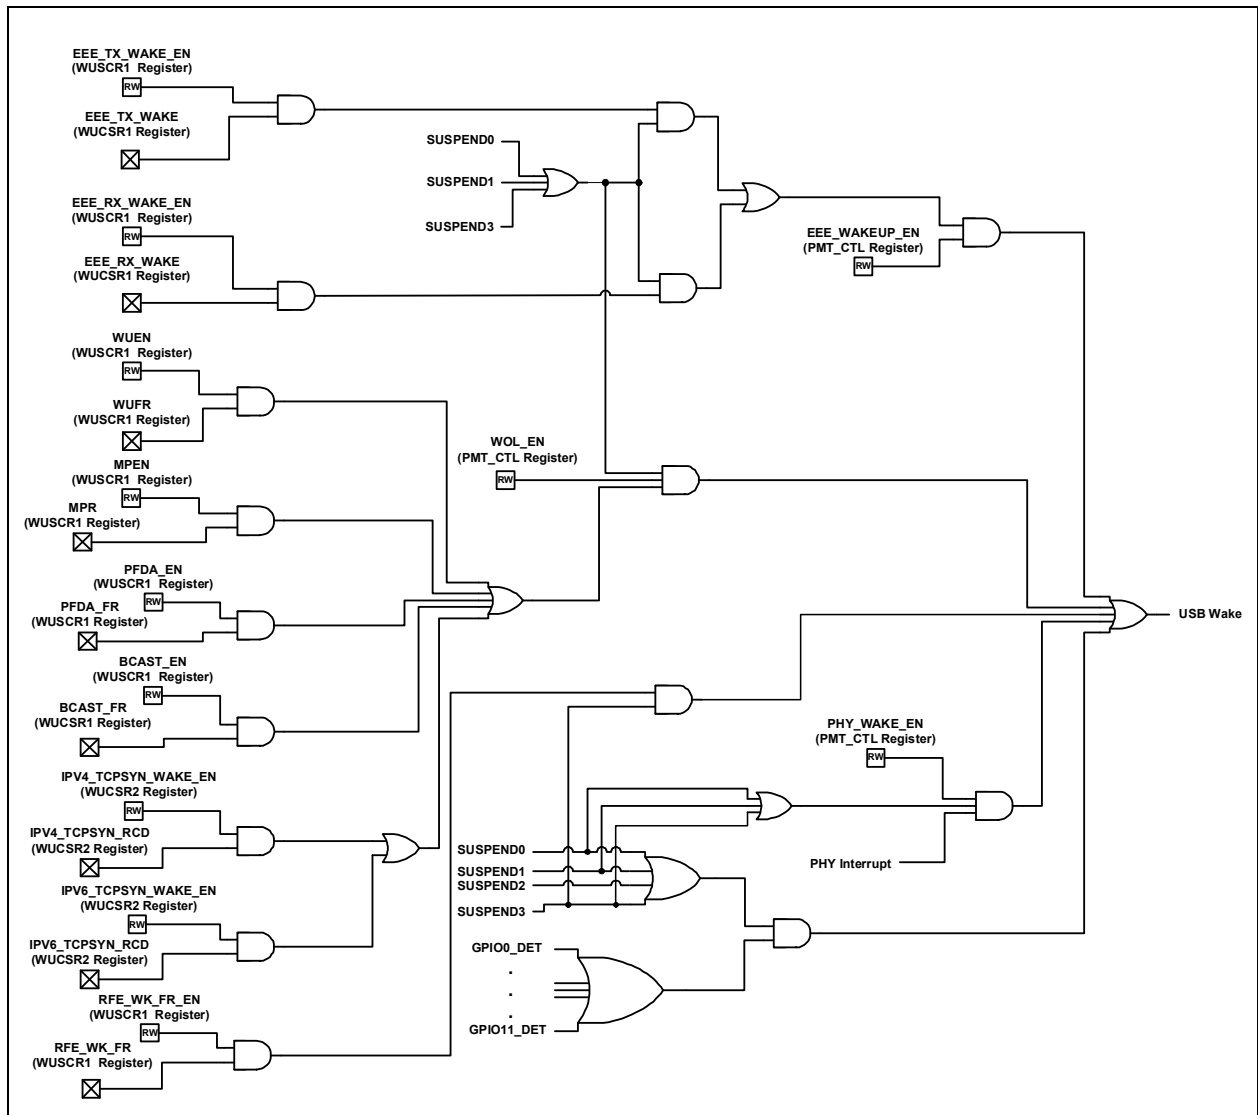 EEE_TX_WAKE_EN
(WUSCR1 Register)
RW
EEE_TX_WAKE
(WUCSR1 Register)
EEE_RX_WAKE_EN
(WUSCR1 Register)
RW
EEE_RX_WAKE
(WUCSR1 Register)
WUEN
(WUSCR1 Register)
RW
WUFR
(WUSCR1 Register)
MPEN
(WUSCR1 Register)
RW
MPR
(WUSCR1 Register)
PFDA_EN
(WUSCR1 Register)
RW
PFDA_FR
(WUSCR1 Register)
BCAST_EN
(WUSCR1 Register)
RW
BCAST_FR
(WUCSR1 Register)
IPV4_TCPSYN_WAKE_EN
(WUCSR2 Register)
RW
IPV4_TCPSYN_RCD
(WUCSR2 Register)
IPV6_TCPSYN_WAKE_EN
(WUCSR2 Register)
RW
IPV6_TCPSYN_RCD
(WUCSR2 Register)
RFE_WK_FR_EN
(WUSCR1 Register)
RW
RFE_WK_FR
(WUSCR1 Register)
SUSPEND0
SUSPEND1
SUSPEND3
EEE_WAKEUP_EN
(PMT_CTL Register)
RW
WOL_EN
(PMT_CTL Register)
RW
USB Wake
PHY_WAKE_EN
(PMT_CTL Register)
RW
PHY Interrupt
SUSPEND0
SUSPEND1
SUSPEND2
SUSPEND3
GPIO0_DET
.
.
.
GPIO11_DET